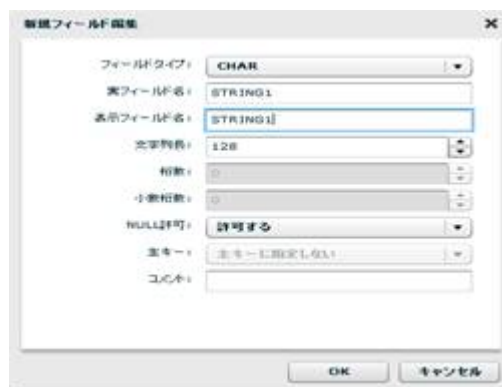 新規フィールド編集
フィールドタイプ: CHAR
実フィールド名: STRING1
表示フィールド名: STRING1
文字列長: 128
桁数: 0
小数桁数: 0
NULL許可: 許可する
主キー: 主キーに指定しない
コメント:
OK キャンセル